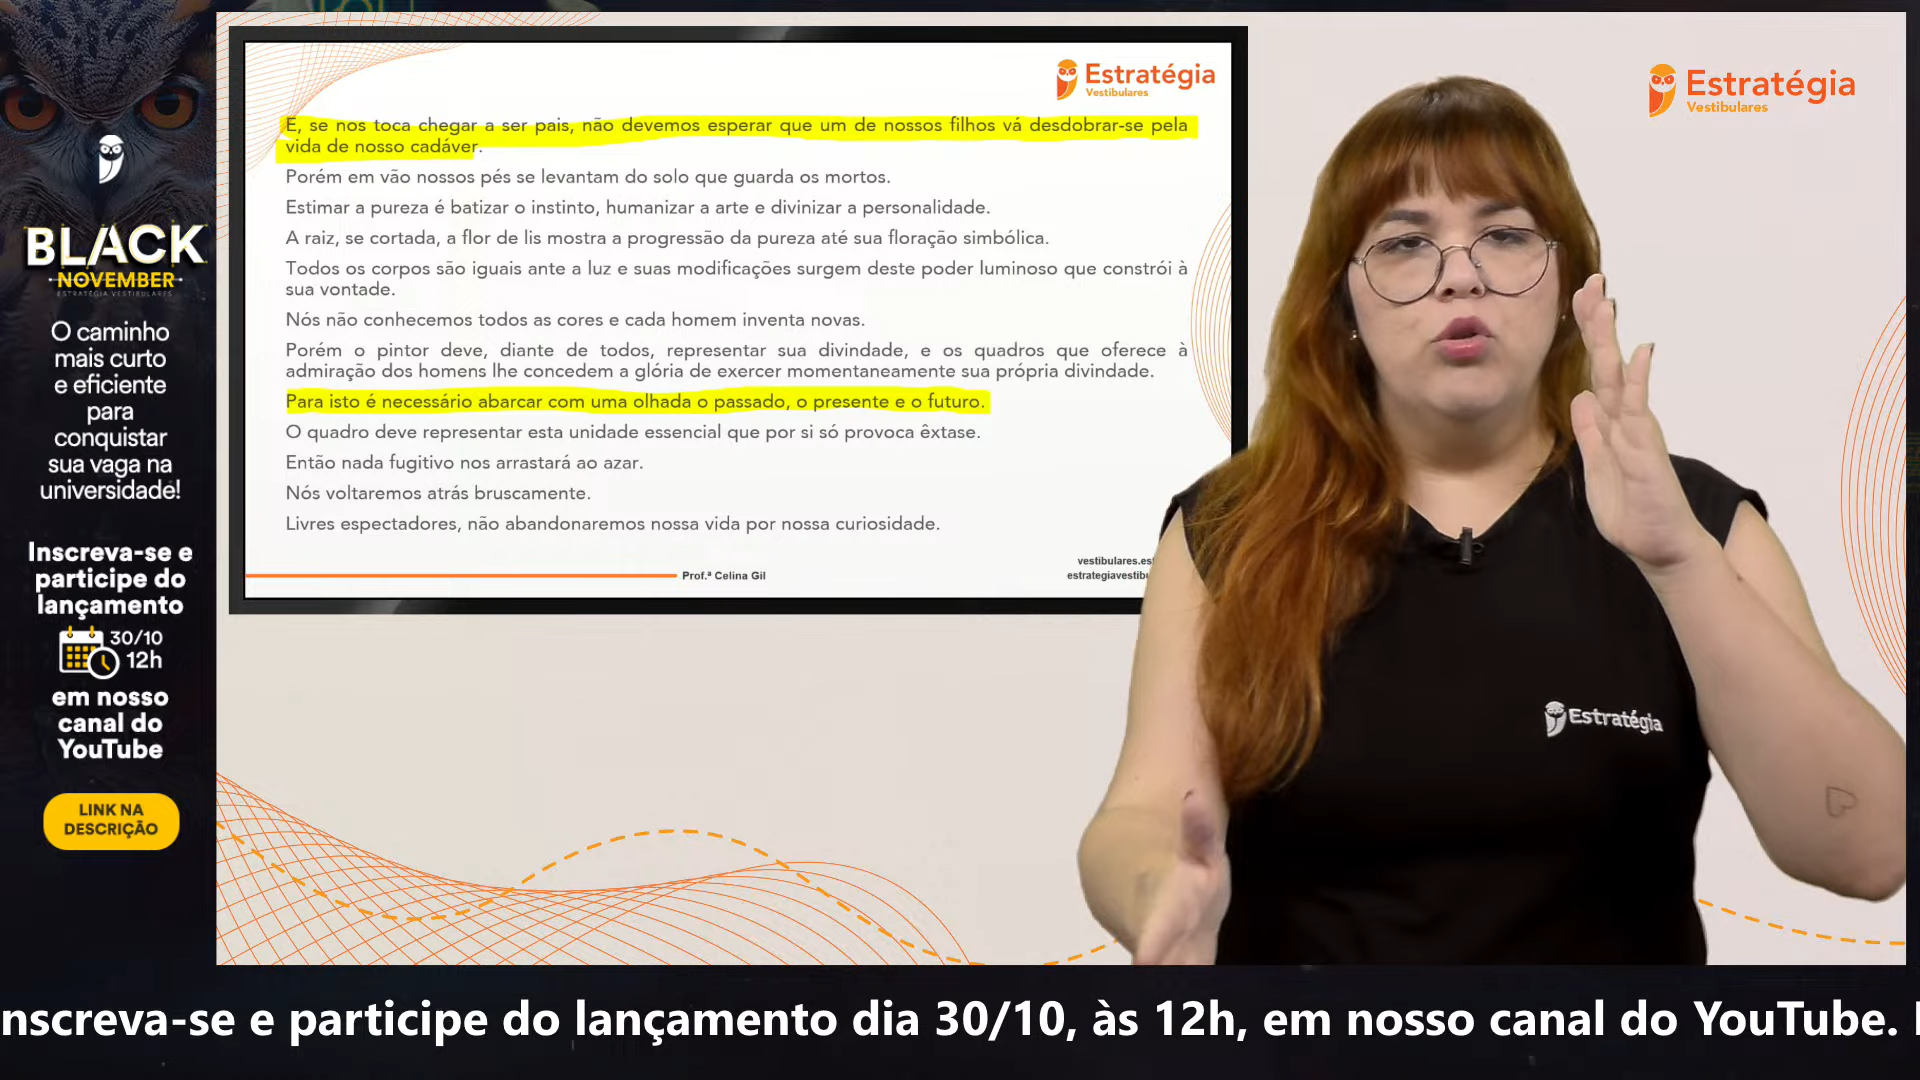 BLACK
NOVEMBER
ESTRATÉGIA VESTIBULARES
O caminho
mais curto
e eficiente
para
conquistar
sua vaga na
universidade!
Inscreva-se e
participe do
lançamento
30/10
12h
em nosso
canal do
YouTube
LINK NA
DESCRIÇÃO
Estratégia
Vestibulares
E, se nos toca chegar a ser pais, não devemos esperar que um de nossos filhos vá desdobrar-se pela
vida de nosso cadáver.
Porém em vão nossos pés se levantam do solo que guarda os mortos.
Estimar a pureza é batizar o instinto, humanizar a arte e divinizar a personalidade.
A raiz, se cortada, a flor de lis mostra a progressão da pureza até sua floração simbólica.
Todos os corpos são iguais ante a luz e suas modificações surgem deste poder luminoso que constrói à
sua vontade.
Nós não conhecemos todos as cores e cada homem inventa novas.
Porém o pintor deve, diante de todos, representar sua divindade, e os quadros que oferece à
admiração dos homens lhe concedem a glória de exercer momentaneamente sua própria divindade.
Para isto é necessário abarcar com uma olhada o passado, o presente e o futuro.
O quadro deve representar esta unidade essencial que por si só provoca êxtase.
Então nada fugitivo nos arrastará ao azar.
Nós voltaremos atrás bruscamente.
Livres espectadores, não abandonaremos nossa vida por nossa curiosidade.
Prof.ª Celina Gil
vestibulares.es
estrategiavestib
Estratégia
Vestibulares
Estratégia
nscreva-se e participe do lançamento dia 30/10, às 12h, em nosso canal do YouTube.